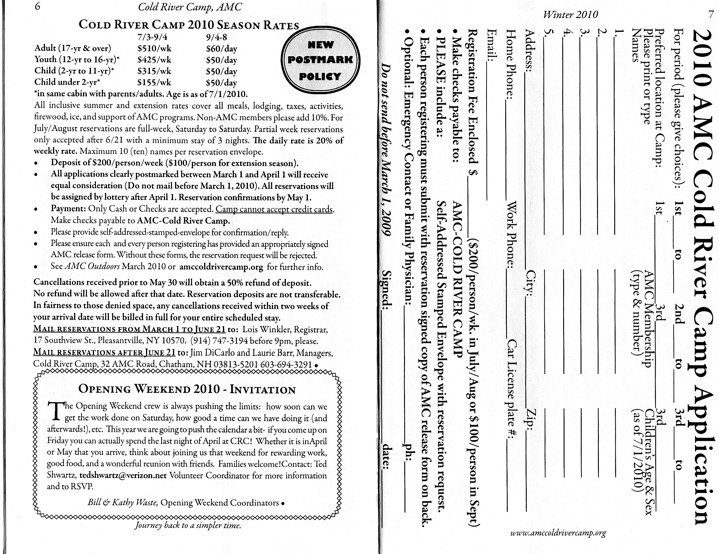 6
Cold River Camp, AMC
COLD RIVER CAMP 2010 SEASON RATES
7/3-9/4 9/4-8
Adult (17-yr & over) $510/wk $60/day
Youth (12-yr to 16-yr)* $425/wk $50/day
Child (2-yr to 11-yr)* $315/wk $50/day
Child under 2-yr* $155/wk $50/day
*in same cabin with parents/adults. Age is as of 7/1/2010.
NEW
POSTMARK
POLICY
All inclusive summer and extension rates cover all meals, lodging, taxes, activities,
firewood, ice, and support of AMC programs. Non-AMC members please add 10%. For
July/August reservations are full-week, Saturday to Saturday. Partial week reservations
only accepted after 6/21 with a minimum stay of 3 nights. The daily rate is 20% of
weekly rate. Maximum 10 (ten) names per reservation envelope.
• Deposit of $200/person/week ($100/person for extension season).
• All applications clearly postmarked between March 1 and April 1 will receive
equal consideration (Do not mail before March 1, 2010). All reservations will
be assigned by lottery after April 1. Reservation confirmations by May 1.
• Payment: Only Cash or Checks are accepted. Camp cannot accept credit cards.
Make checks payable to AMC-Cold River Camp.
• Please provide self-addressed-stamped-envelope for confirmation/reply.
• Please ensure each and every person registering has provided an appropriately signed
AMC release form. Without these forms, the reservation request will be rejected.
• See AMC Outdoors March 2010 or amccoldrivercamp.org for further info.
Cancellations received prior to May 30 will obtain a 50% refund of deposit.
No refund will be allowed after that date. Reservation deposits are not transferable.
In fairness to those denied space, any cancellations received within two weeks of
your arrival date will be billed in full for your entire scheduled stay.
MAIL RESERVATIONS FROM MARCH 1 TO JUNE 21 to: Lois Winkler, Registrar,
17 Southview St., Pleasantville, NY 10570. (914) 747-3194 before 9pm, please.
MAIL RESERVATIONS AFTER JUNE 21 to: Jim DiCarlo and Laurie Barr, Managers,
Cold River Camp, 32 AMC Road, Chatham, NH 03813-5201 603-694-3291 •
OPENING WEEKEND 2010 - INVITATION
The Opening Weekend crew is always pushing the limits: how soon can we
get the work done on Saturday, how good a time can we have doing it (and
afterwards!), etc. This year we are going to push the calendar a bit- if you come up on
Friday you can actually spend the last night of April at CRC! Whether it is inApril
or May that you arrive, think about joining us that weekend for rewarding work,
good food, and a wonderful reunion with friends. Families welcome!Contact: Ted
Shwartz, tedshwartz@verizon.net Volunteer Coordinator for more information
and to RSVP.
Bill & Kathy Waste, Opening Weekend Coordinators •
Journey back to a simpler time.
Winter 2010
7
2010 AMC Cold River Camp Application
For period (please give choices): 1st to 2nd to 3rd to
Preferred location at Camp: 1st 3rd 3rd
Please print or type AMC Membership Children's Age & Sex
Names (type & number) (as of 7/1/2010)
1.
2.
3.
4.
5.
Address: City: Zip:
Home Phone: Work Phone: Car License plate #:
Email:
Registration Fee Enclosed $ ($200/person/wk. in July/Aug or $100/person in Sept)
• Make checks payable to: AMC-COLD RIVER CAMP
• PLEASE include a: Self-Addressed Stamped Envelope with reservation request.
• Each person registering must submit with reservation signed copy of AMC release form on back.
• Optional: Emergency Contact or Family Physician: ph:
Do not send before March 1, 2009 Signed: date:
www.amccoldrivercamp.org